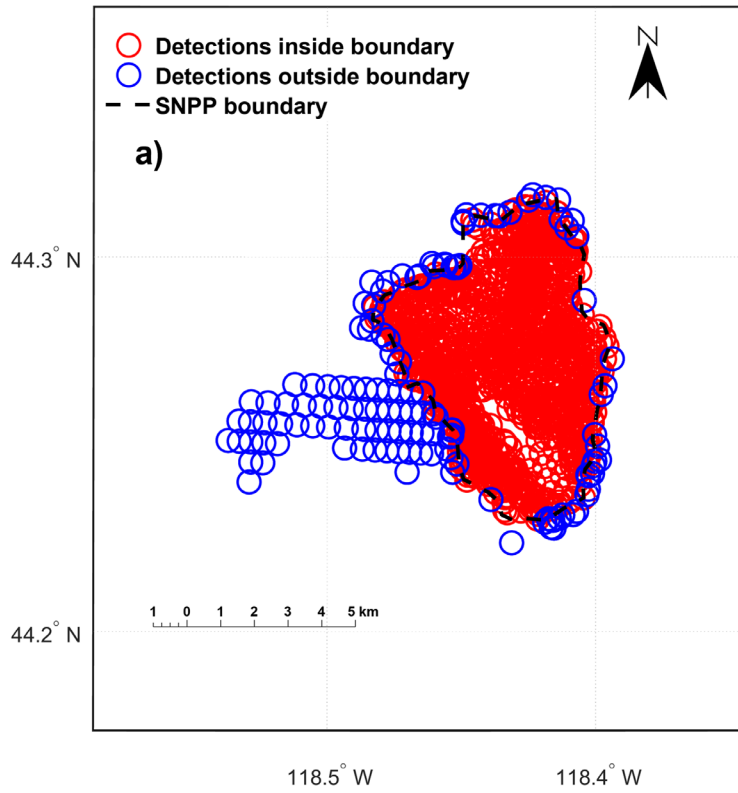 Detections inside boundary
Detections outside boundary
SNPP boundary
N
a)
44.3° N
1 0 1 2 3 4 5 km
44.2° N
118.5° W 118.4° W